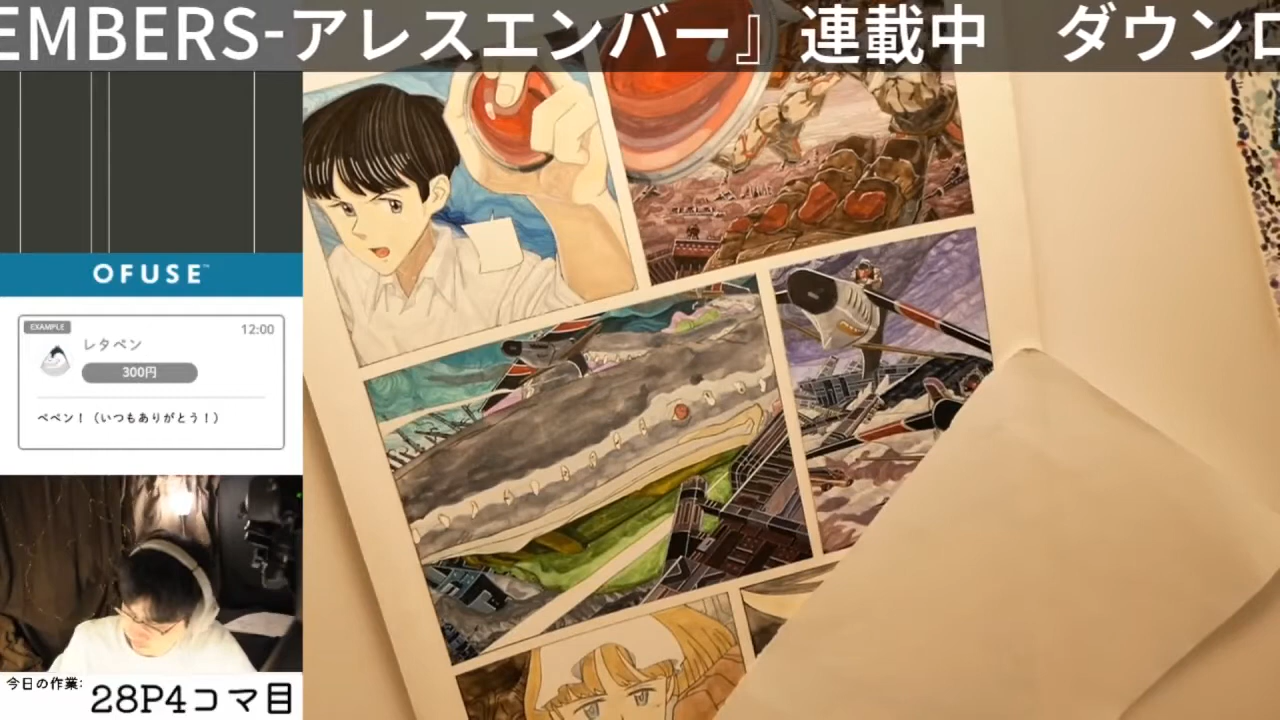 EMBERS-アレスエンバー』連載中　ダウンロ
OFUSE™
EXAMPLE
12:00
レタペン
300円
ペペン！（いつもありがとう！）
今日の作業:
28P4コマ目